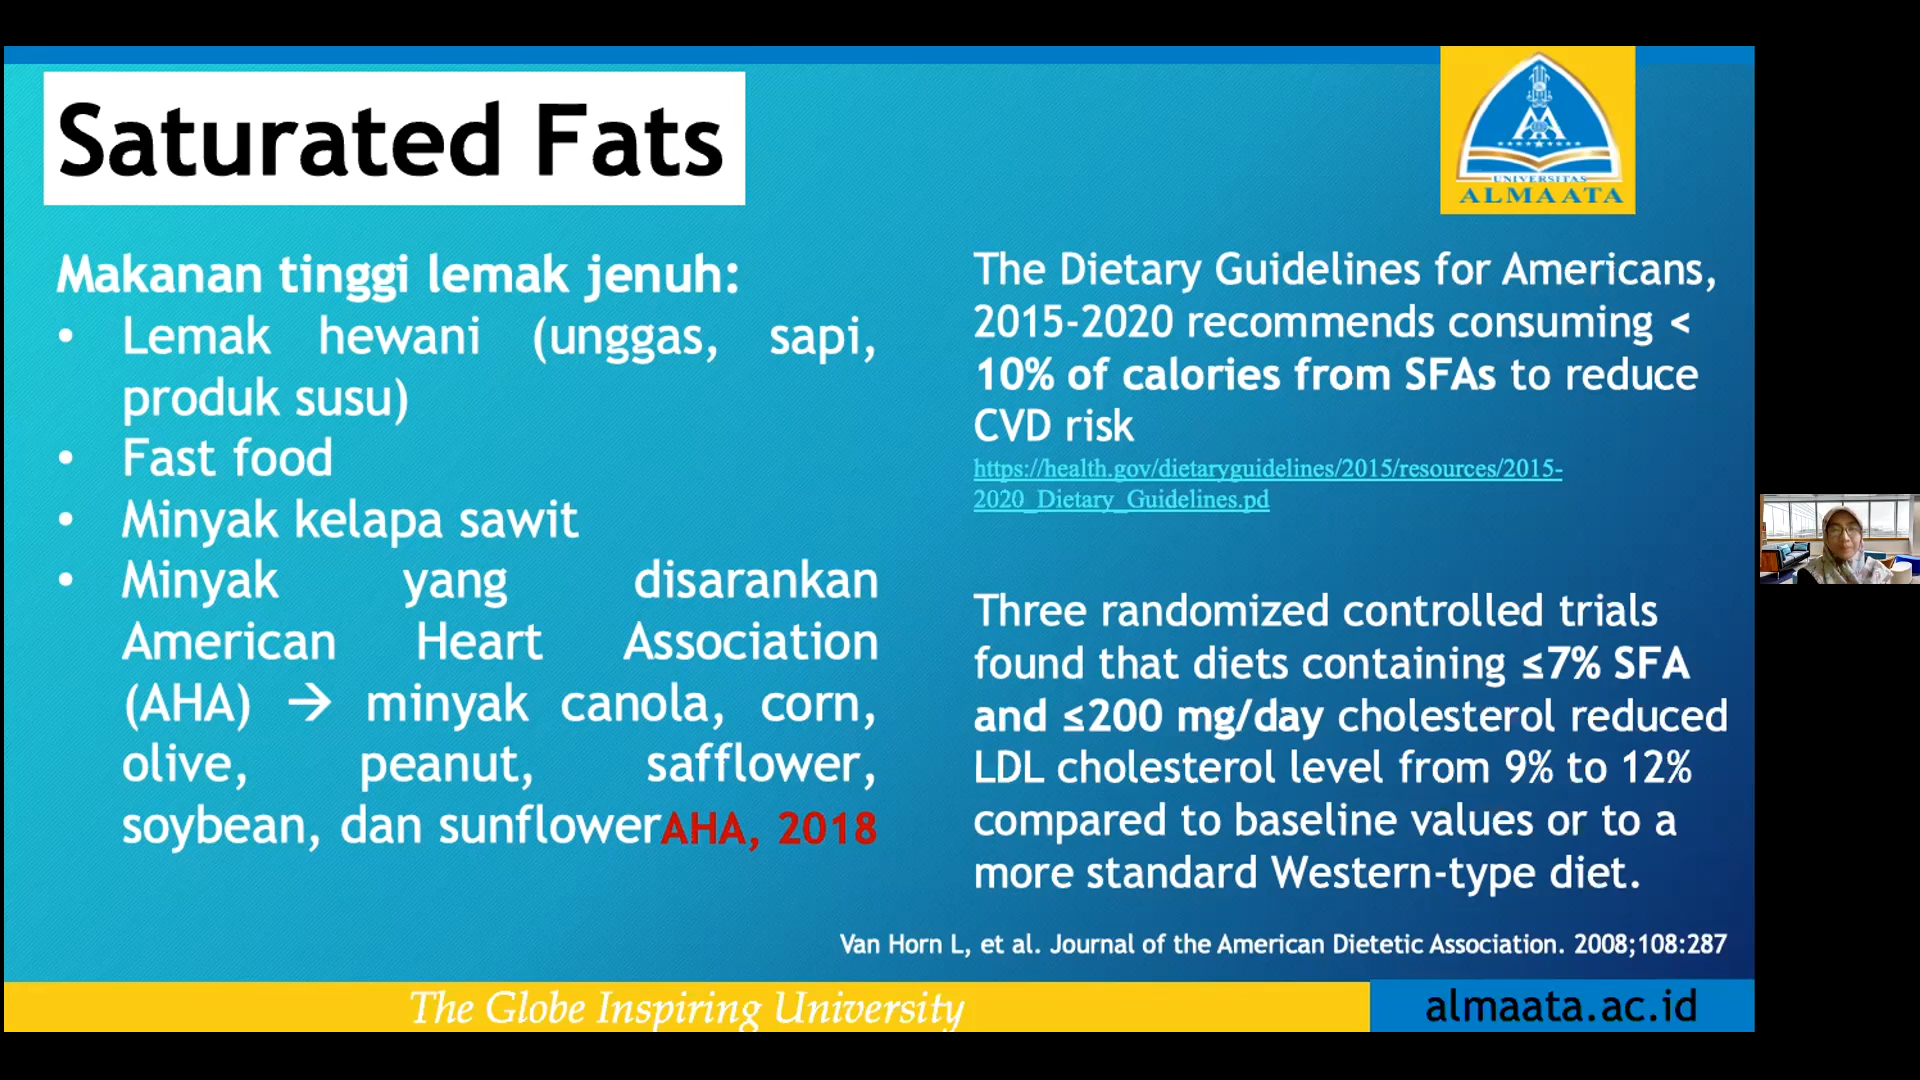 Saturated Fats
UNIVERSITAS
ALMAATA
Makanan tinggi lemak jenuh:
• Lemak hewani (unggas, sapi,
produk susu)
• Fast food
• Minyak kelapa sawit
• Minyak yang disarankan
American Heart Association
(AHA) → minyak canola, corn,
olive, peanut, safflower,
soybean, dan sunflowerAHA, 2018
The Dietary Guidelines for Americans,
2015-2020 recommends consuming <
10% of calories from SFAs to reduce
CVD risk
https://health.gov/dietaryguidelines/2015/resources/2015-
2020_Dietary_Guidelines.pd
Three randomized controlled trials
found that diets containing ≤7% SFA
and ≤200 mg/day cholesterol reduced
LDL cholesterol level from 9% to 12%
compared to baseline values or to a
more standard Western-type diet.
Van Horn L, et al. Journal of the American Dietetic Association. 2008;108:287
The Globe Inspiring University
almaata.ac.id